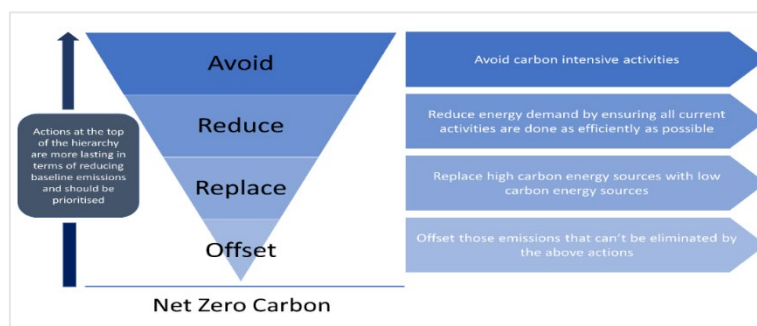 Avoid
Avoid carbon intensive activities
Reduce
Reduce energy demand by ensuring all current
activities are done as efficiently as possible
Actions at the top
of the hierarchy
are more lasting in
terms of reducing
baseline emissions
and should be
prioritised
Replace
Replace high carbon energy sources with low
carbon energy sources
Offset
Offset those emissions that can't be eliminated by
the above actions
Net Zero Carbon